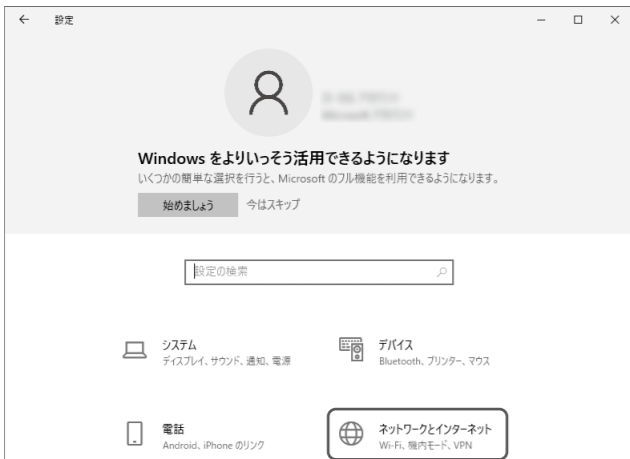 設定
Windows をよりいっそう活用できるようになります
いくつかの簡単な選択を行うと、Microsoft のフル機能を利用できるようになります。
始めましょう 今はスキップ
設定の検索
システム
ディスプレイ、サウンド、通知、電源
デバイス
Bluetooth、プリンター、マウス
電話
Android、iPhone のリンク
ネットワークとインターネット
Wi-Fi、機内モード、VPN